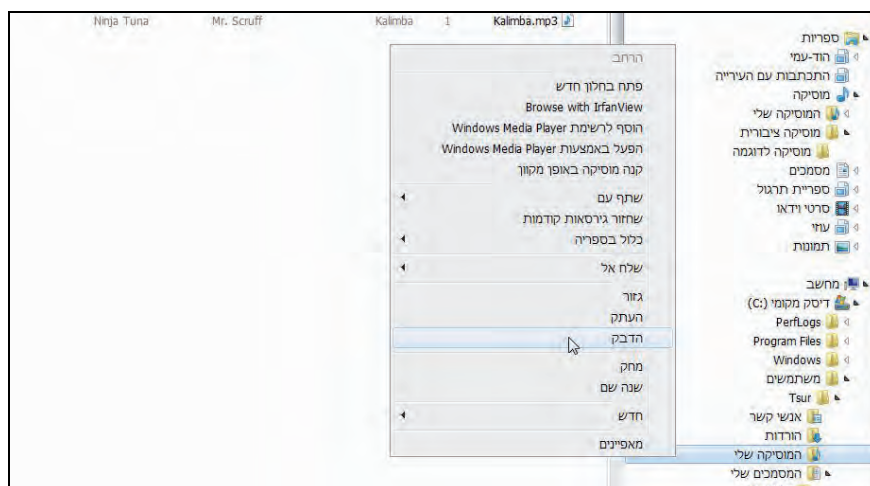 Kalimba.mp3 1 Kalimba Mr. Scruff Ninja Tuna
ספריות
הוד-עמי
התכתבות עם העירייה
מוסיקה
המוסיקה שלי
מוסיקה ציבורית
מוסיקה לדוגמה
מסמכים
ספריית תרגול
סרטי וידאו
עוזי
תמונות
מחשב
דיסק מקומי (C:)
PerfLogs
Program Files
Windows
משתמשים
Tsur
אנשי קשר
הורדות
המוסיקה שלי
המסמכים שלי
הרחב
פתח בחלון חדש
Browse with IrfanView
הוסף לרשימת Windows Media Player
הפעל באמצעות Windows Media Player
קנה מוסיקה באופן מקוון
שתף עם
שחזור גירסאות קודמות
כלול בספריה
שלח אל
גזור
העתק
הדבק
מחק
שנה שם
חדש
מאפיינים